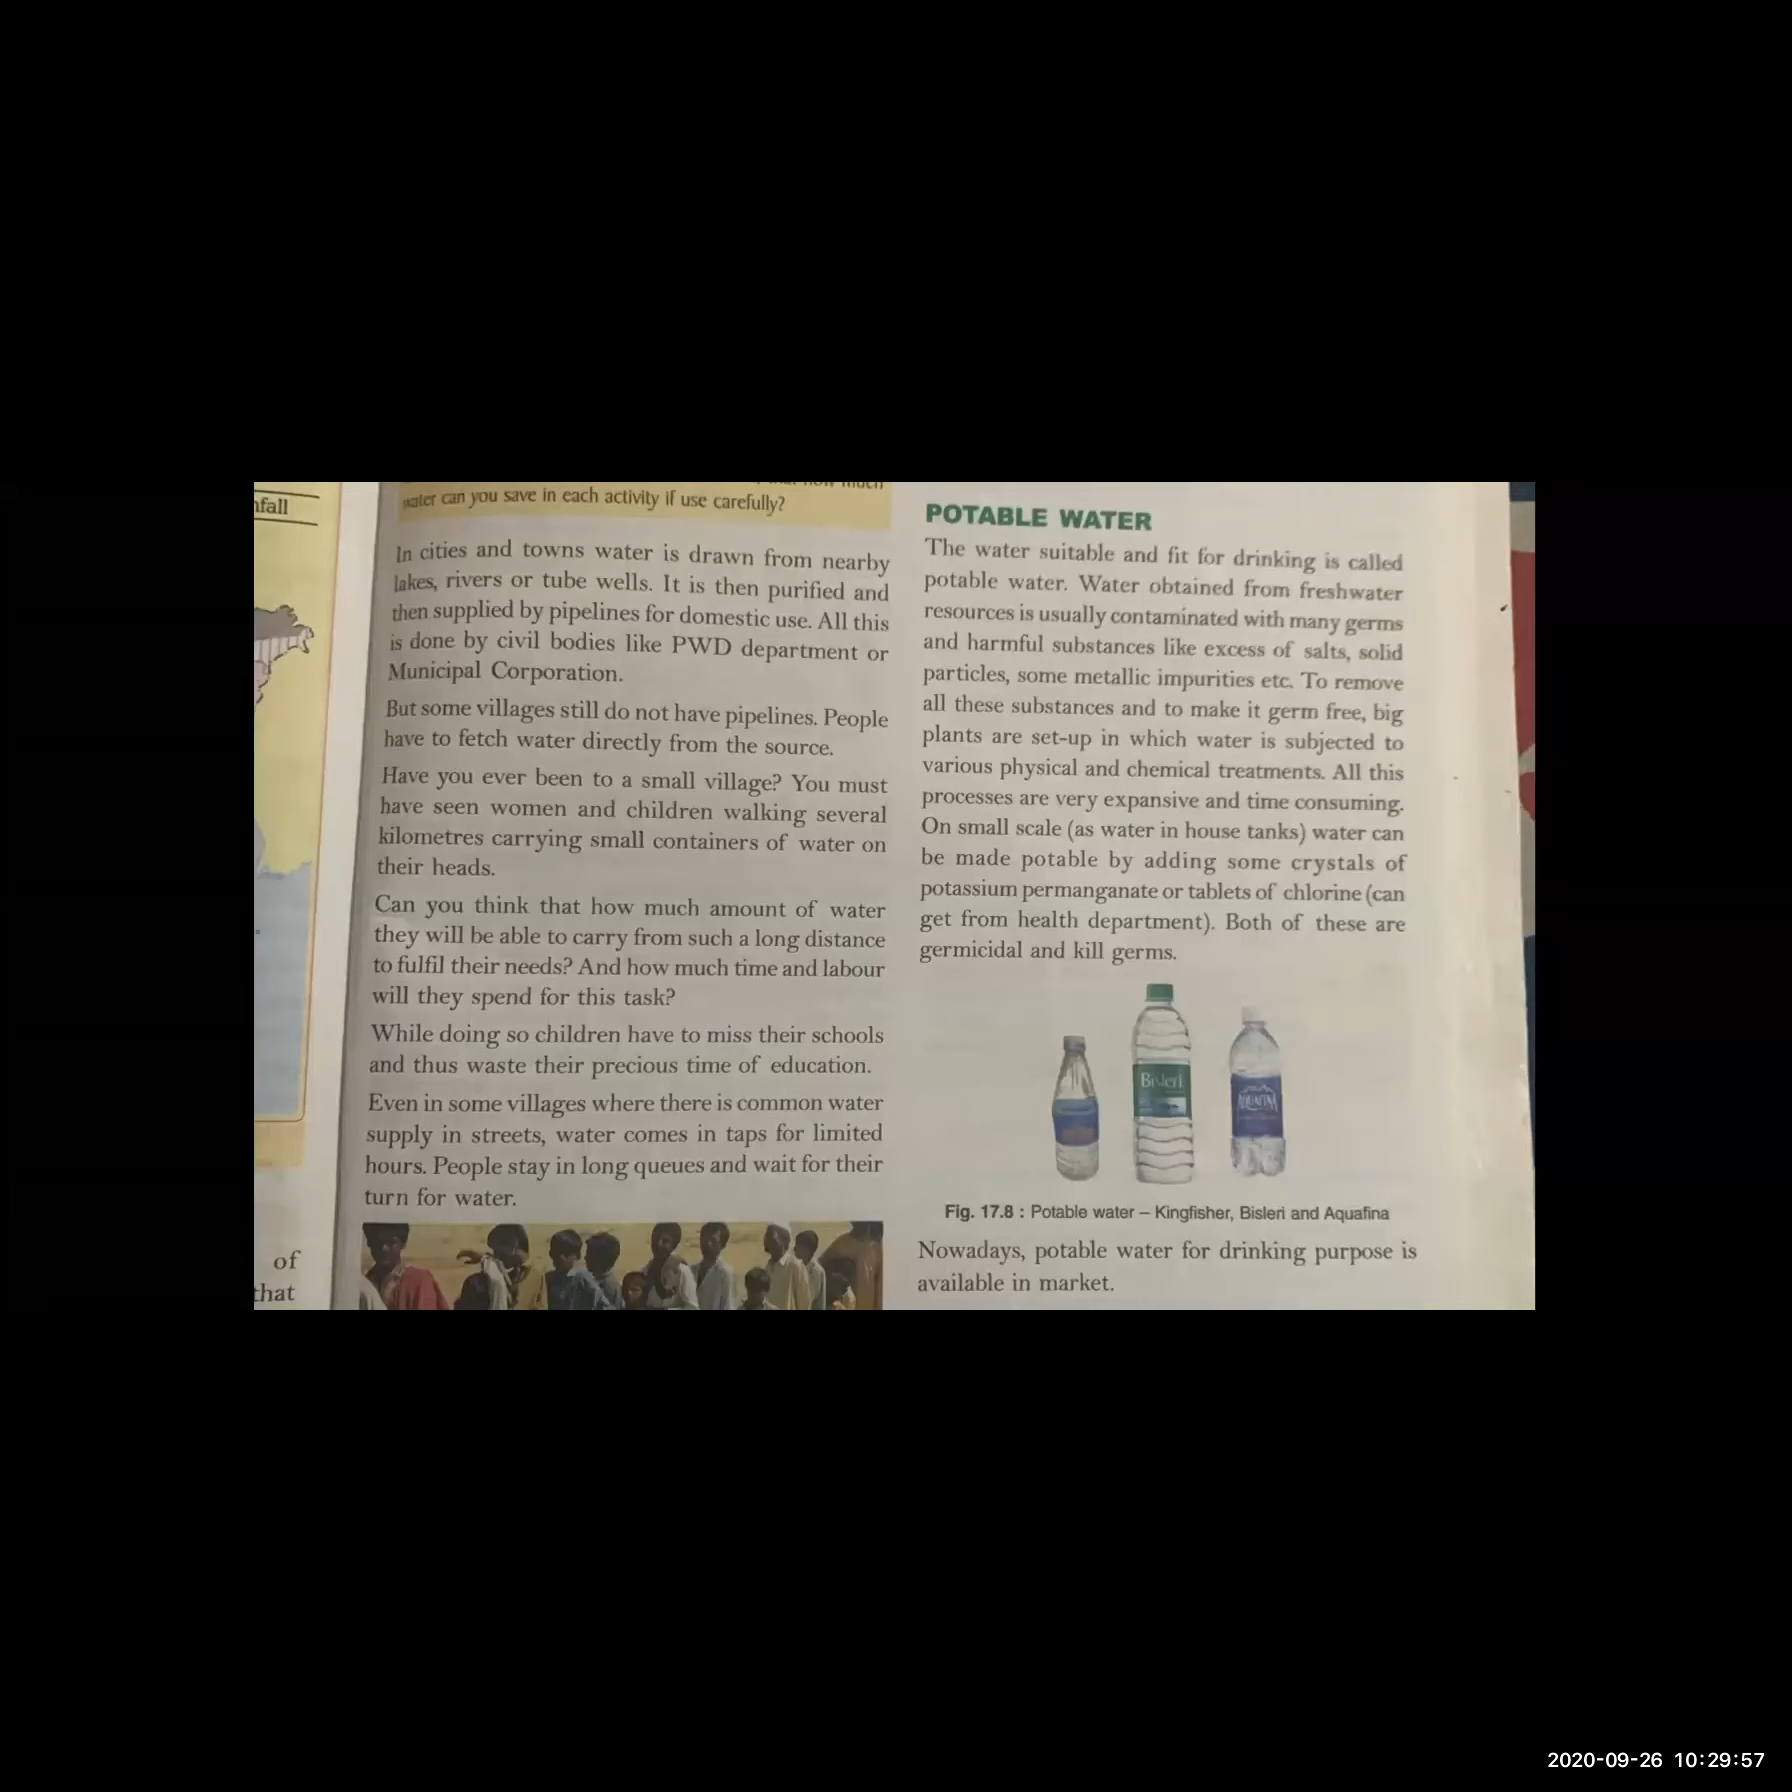 nfall
of
that
water can you save in each activity if use carefully?
In cities and towns water is drawn from nearby
lakes, rivers or tube wells. It is then purified and
then supplied by pipelines for domestic use. All this
is done by civil bodies like PWD department or
Municipal Corporation.
But some villages still do not have pipelines. People
have to fetch water directly from the source.
Have you ever been to a small village? You must
have seen women and children walking several
kilometres carrying small containers of water on
their heads.
Can you think that how much amount of water
they will be able to carry from such a long distance
to fulfil their needs? And how much time and labour
will they spend for this task?
While doing so children have to miss their schools
and thus waste their precious time of education.
Even in some villages where there is common water
supply in streets, water comes in taps for limited
hours. People stay in long queues and wait for their
turn for water.
POTABLE WATER
The water suitable and fit for drinking is called
potable water. Water obtained from freshwater
resources is usually contaminated with many germs
and harmful substances like excess of salts, solid
particles, some metallic impurities etc. To remove
all these substances and to make it germ free, big
plants are set-up in which water is subjected to
various physical and chemical treatments. All this
processes are very expansive and time consuming.
On small scale (as water in house tanks) water can
be made potable by adding some crystals of
potassium permanganate or tablets of chlorine (can
get from health department). Both of these are
germicidal and kill germs.
Bisleri
AQUAFINA
Fig. 17.8 : Potable water – Kingfisher, Bisleri and Aquafina
Nowadays, potable water for drinking purpose is
available in market.
2020-09-26 10:29:57